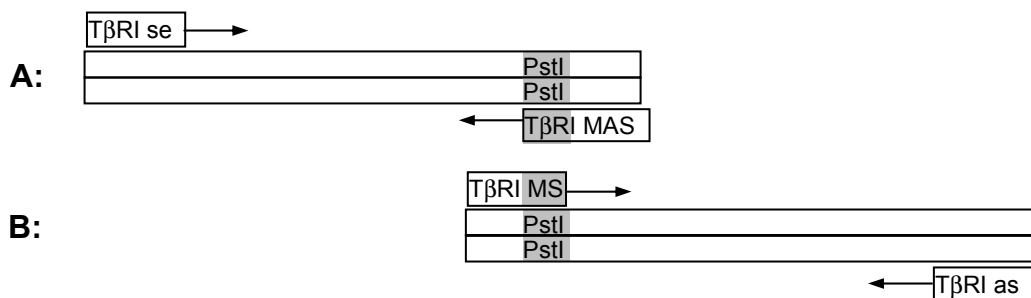 TβRI se
A:
PstI
PstI
TβRI MAS
TβRI MS
B:
PstI
PstI
TβRI as